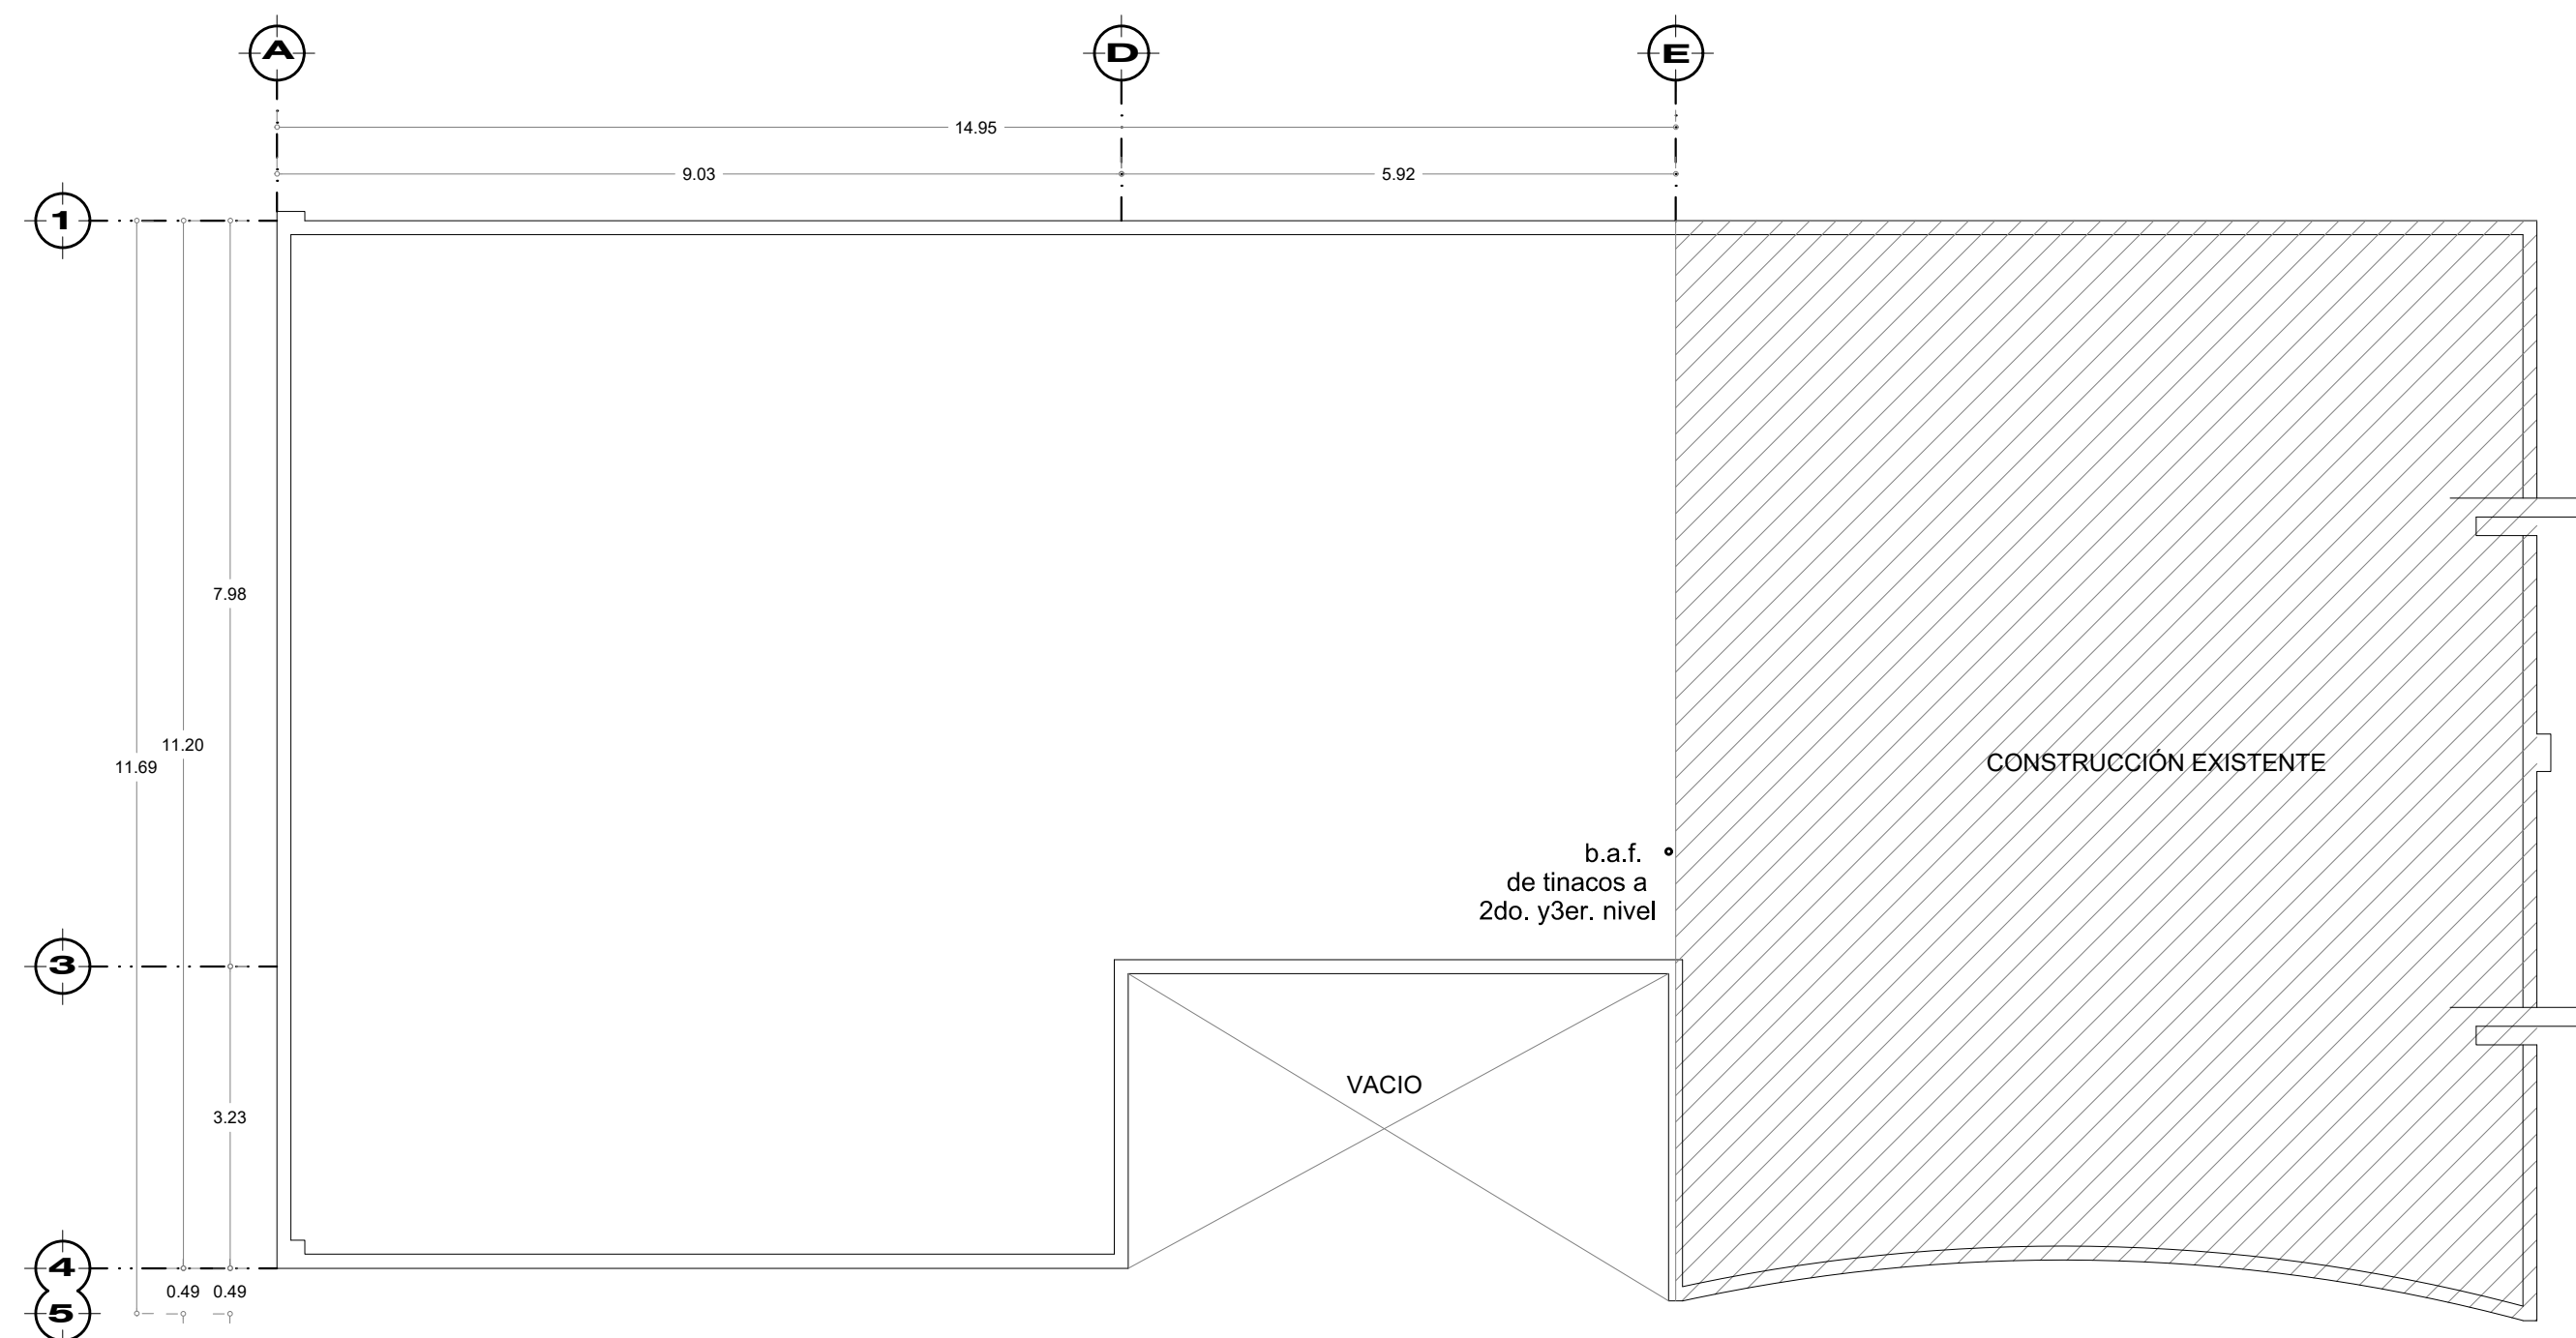 A
D
E
14.95
9.03
5.92
1
7.98
11.20
11.69
CONSTRUCCIÓN EXISTENTE
b.a.f.
de tinacos a
2do. y3er. nivel
3
VACIO
3.23
4
0.49
0.49
5